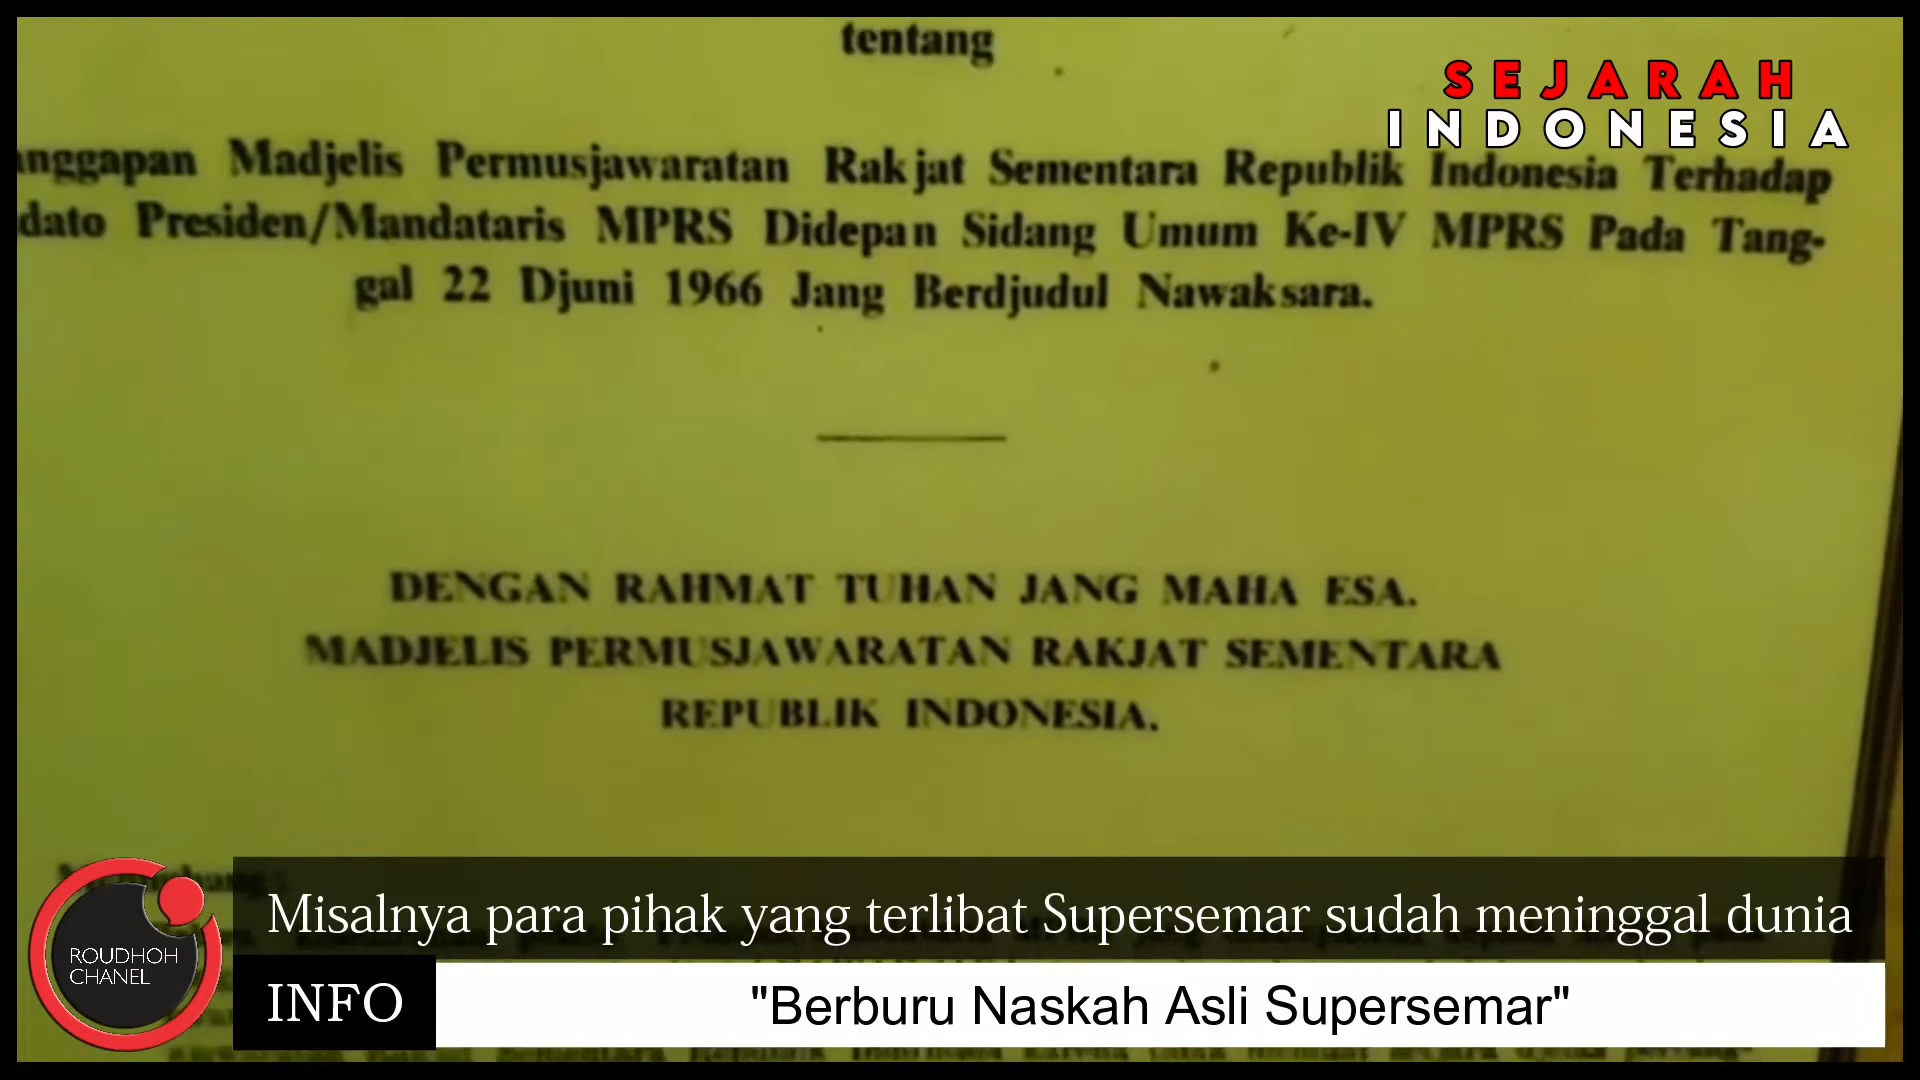 tentang
SEJARAH
INDONESIA
nggapan Madjelis Permusjawaratan Rakjat Sementara Republik Indonesia Terhadap
dato Presiden/Mandataris MPRS Didepan Sidang Umum Ke-IV MPRS Pada Tang-
gal 22 Djuni 1966 Jang Berdjudul Nawaksara.
DENGAN RAHMAT TUHAN JANG MAHA ESA.
MADJELIS PERMUSJAWARATAN RAKJAT SEMENTARA
REPUBLIK INDONESIA.
Misalnya para pihak yang terlibat Supersemar sudah meninggal dunia
ROUDHOH
CHANEL
INFO
"Berburu Naskah Asli Supersemar"